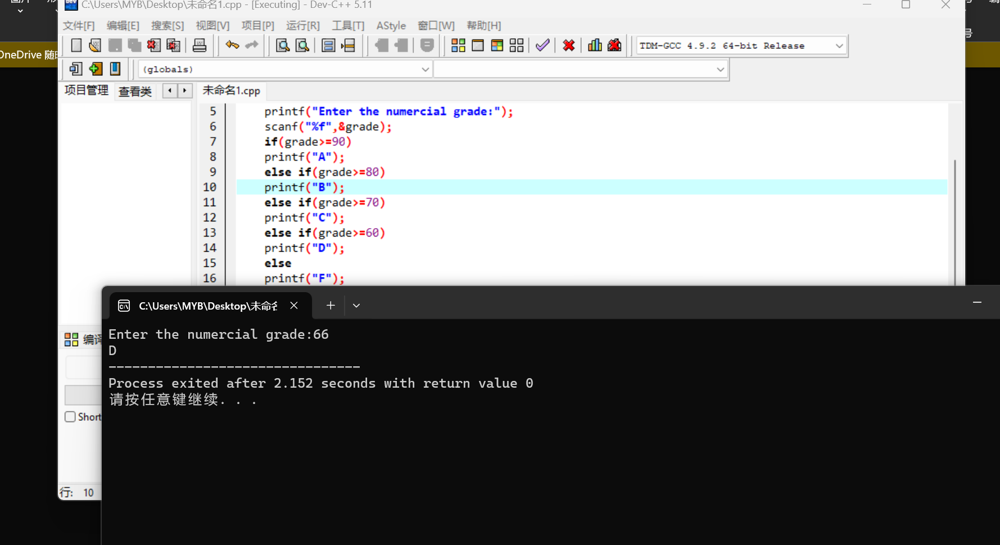 C:\Users\MYB\Desktop\未命名1.cpp - [Executing] - Dev-C++ 5.11
文件[F] 编辑[E] 搜索[S] 视图[V] 项目[P] 运行[R] 工具[T] AStyle 窗口[W] 帮助[H]
TDM-GCC 4.9.2 64-bit Release
OneDrive 随
(globals)
项目管理 查看类 未命名1.cpp
5 printf("Enter the numercial grade:");
6 scanf("%f",&grade);
7 if(grade>=90)
8 printf("A");
9 else if(grade>=80)
10 printf("B");
11 else if(grade>=70)
12 printf("C");
13 else if(grade>=60)
14 printf("D");
15 else
16 printf("F");
C:\Users\MYB\Desktop\未命名
编译
Enter the numercial grade:66
D
--------------------------------
Process exited after 2.152 seconds with return value 0
请按任意键继续. . .
Short
行: 10